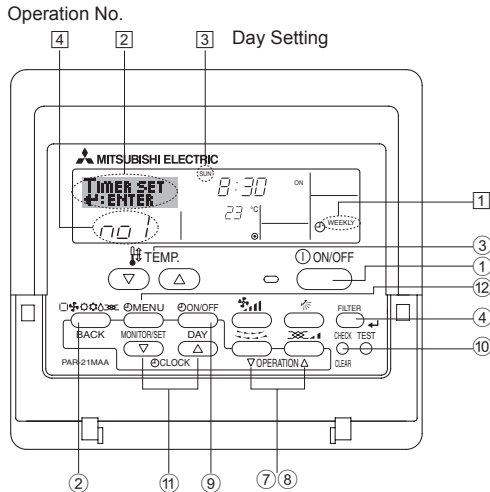 Operation No.
4 2 3 Day Setting
MITSUBISHI ELECTRIC
TIMER SET
:ENTER
SUN
8:30 ON
23 °C
WEEKLY
no 1
1
TEMP. ON/OFF
3
1
12
MENU ON/OFF FILTER
BACK MONITOR/SET DAY CHECK TEST
4
PAR-21MAA CLOCK OPERATION CLEAR
10
2 11 9 7 8